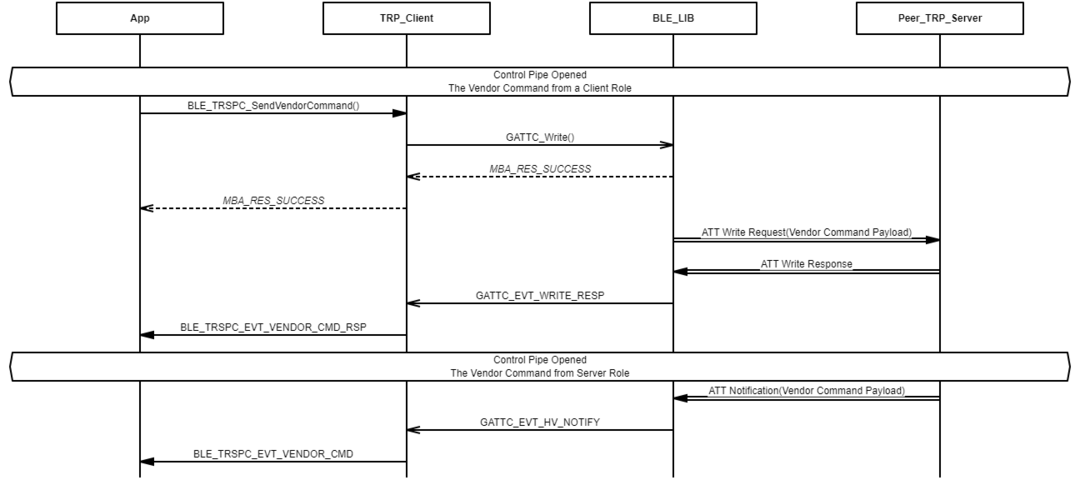 App
TRP_Client
BLE_LIB
Peer_TRP_Server
Control Pipe Opened
The Vendor Command from a Client Role
BLE_TRSPC_SendVendorCommand()
GATTC_Write()
MBA_RES_SUCCESS
MBA_RES_SUCCESS
ATT Write Request(Vendor Command Payload)
ATT Write Response
GATTC_EVT_WRITE_RESP
BLE_TRSPC_EVT_VENDOR_CMD_RSP
Control Pipe Opened
The Vendor Command from Server Role
ATT Notification(Vendor Command Payload)
GATTC_EVT_HV_NOTIFY
BLE_TRSPC_EVT_VENDOR_CMD